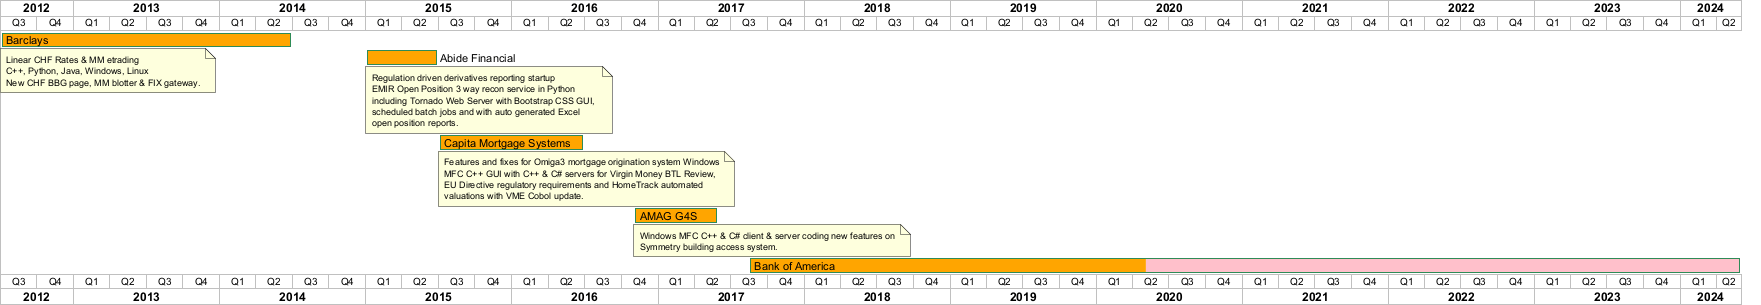 2012 2013 2014 2015 2016 2017 2018 2019 2020 2021 2022 2023 2024
Q3 Q4 Q1 Q2 Q3 Q4 Q1 Q2 Q3 Q4 Q1 Q2 Q3 Q4 Q1 Q2 Q3 Q4 Q1 Q2 Q3 Q4 Q1 Q2 Q3 Q4 Q1 Q2 Q3 Q4 Q1 Q2 Q3 Q4 Q1 Q2 Q3 Q4 Q1 Q2 Q3 Q4 Q1 Q2 Q3 Q4 Q1 Q2
Barclays
Linear CHF Rates & MM etrading
C++, Python, Java, Windows, Linux
New CHF BBG page, MM blotter & FIX gateway.
Abide Financial
Regulation driven derivatives reporting startup
EMIR Open Position 3 way recon service in Python
including Tornado Web Server with Bootstrap CSS GUI,
scheduled batch jobs and with auto generated Excel
open position reports.
Capita Mortgage Systems
Features and fixes for Omiga3 mortgage origination system Windows
MFC C++ GUI with C++ & C# servers for Virgin Money BTL Review,
EU Directive regulatory requirements and HomeTrack automated
valuations with VME Cobol update.
AMAG G4S
Windows MFC C++ & C# client & server coding new features on
Symmetry building access system.
Bank of America
Q3 Q4 Q1 Q2 Q3 Q4 Q1 Q2 Q3 Q4 Q1 Q2 Q3 Q4 Q1 Q2 Q3 Q4 Q1 Q2 Q3 Q4 Q1 Q2 Q3 Q4 Q1 Q2 Q3 Q4 Q1 Q2 Q3 Q4 Q1 Q2 Q3 Q4 Q1 Q2 Q3 Q4 Q1 Q2 Q3 Q4 Q1 Q2
2012 2013 2014 2015 2016 2017 2018 2019 2020 2021 2022 2023 2024